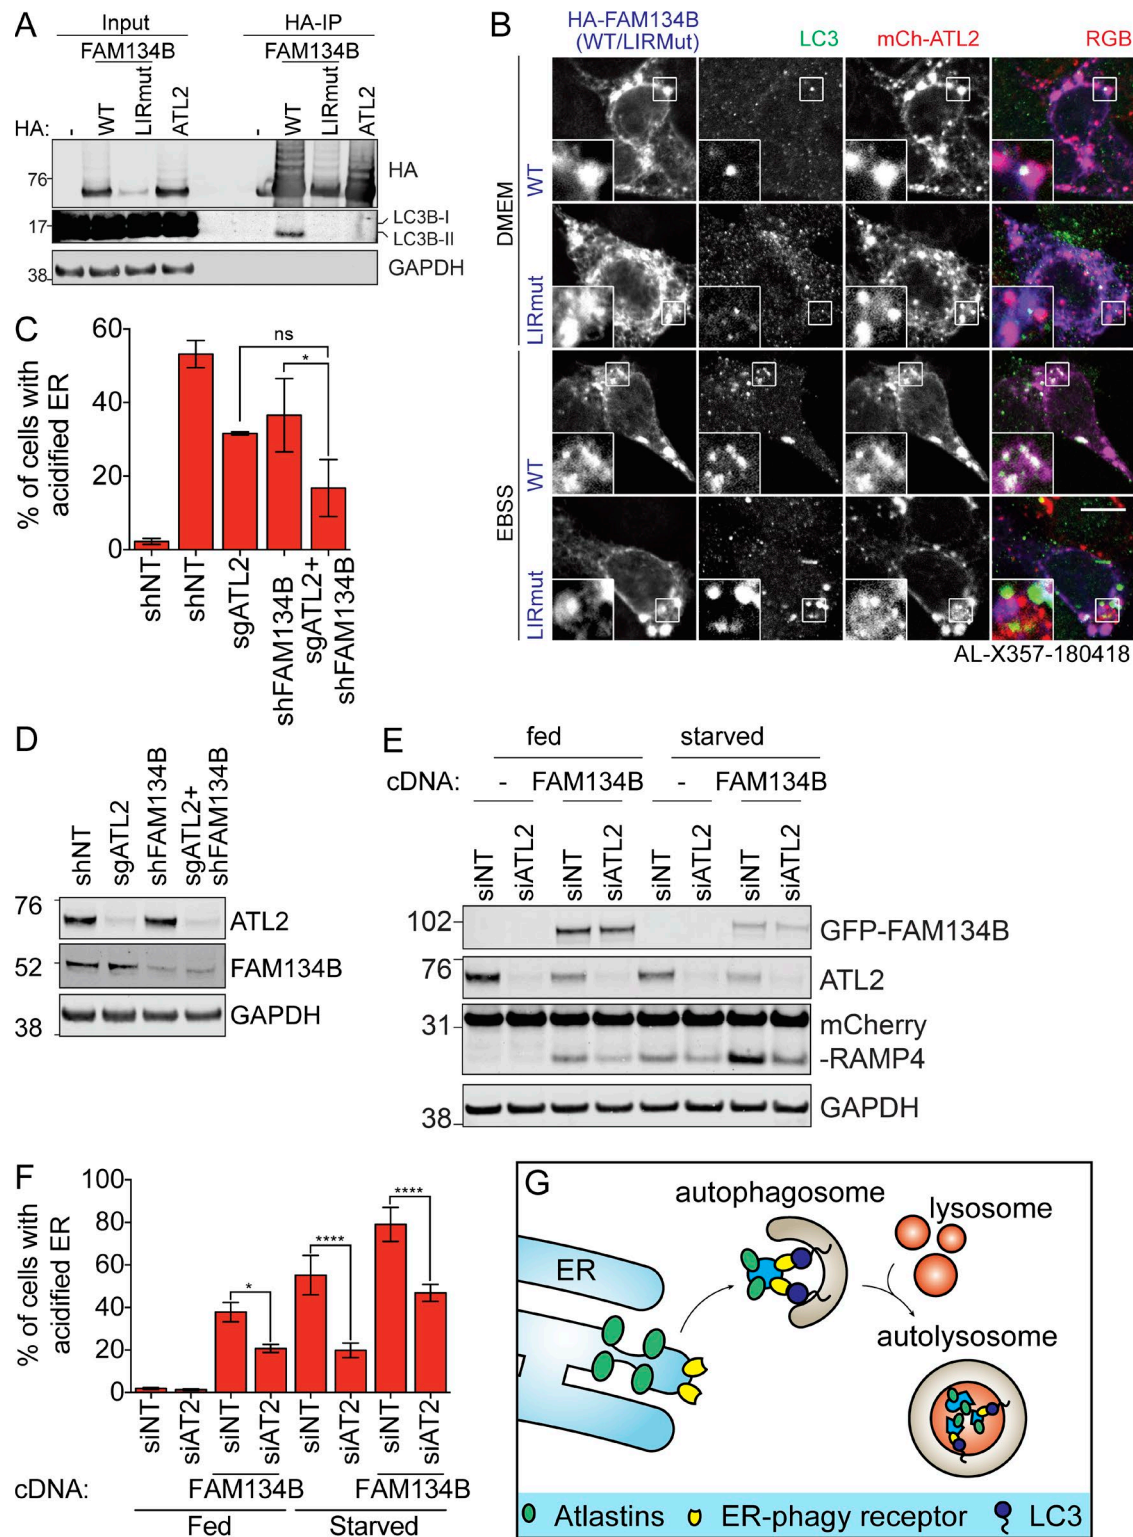 A
Input
HA-IP
FAM134B
FAM134B
HA:
-
WT
LIRmut
ATL2
-
WT
LIRmut
ATL2
76
HA
17
LC3B-I
LC3B-II
38
GAPDH
B
HA-FAM134B
(WT/LIRMut)
LC3
mCh-ATL2
RGB
DMEM
WT
LIRmut
EBSS
WT
LIRmut
AL-X357-180418
C
% of cells with
acidified ER
60
40
20
0
ns
*
shNT
shNT
sgATL2
shFAM134B
sgATL2+
shFAM134B
D
shNT
sgATL2
shFAM134B
sgATL2+
shFAM134B
76
ATL2
52
FAM134B
38
GAPDH
E
fed
starved
cDNA:
-
FAM134B
-
FAM134B
siNT
siATL2
siNT
siATL2
siNT
siATL2
siNT
siATL2
102
GFP-FAM134B
76
ATL2
31
mCherry
-RAMP4
38
GAPDH
F
% of cells with
acidified ER
100
80
60
40
20
0
*
****
****
siNT
siAT2
siNT
siAT2
siNT
siAT2
siNT
siAT2
cDNA:
FAM134B
FAM134B
Fed
Starved
G
autophagosome
lysosome
ER
autolysosome
Atlastins
ER-phagy receptor
LC3